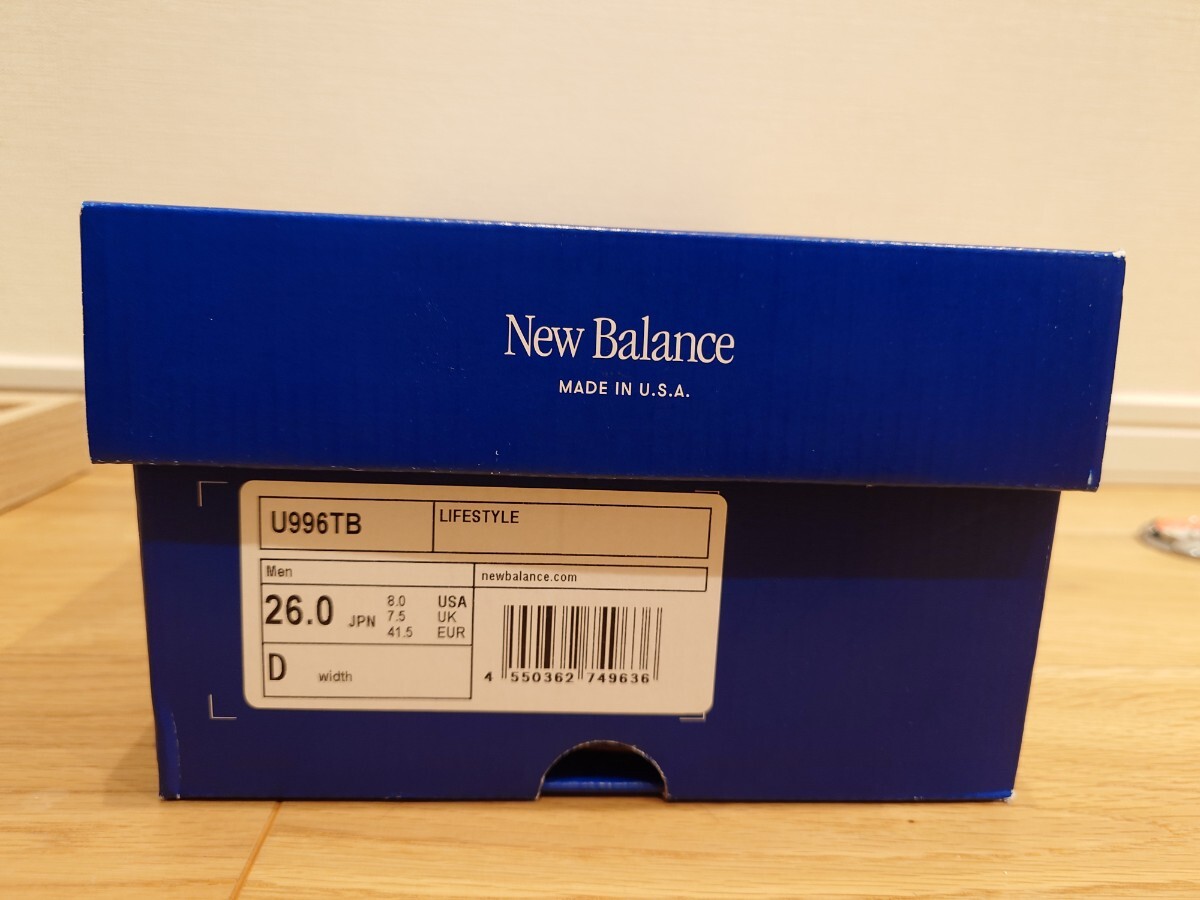 New Balance
MADE IN U.S.A.
U996TB LIFESTYLE
Men newbalance.com
26.0 JPN 8.0 USA
7.5 UK
41.5 EUR
D width
4 550362 749636